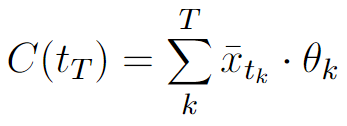 C(t_T) = \sum_{k}^{T} \bar{x}_{t_k} \cdot \theta_k